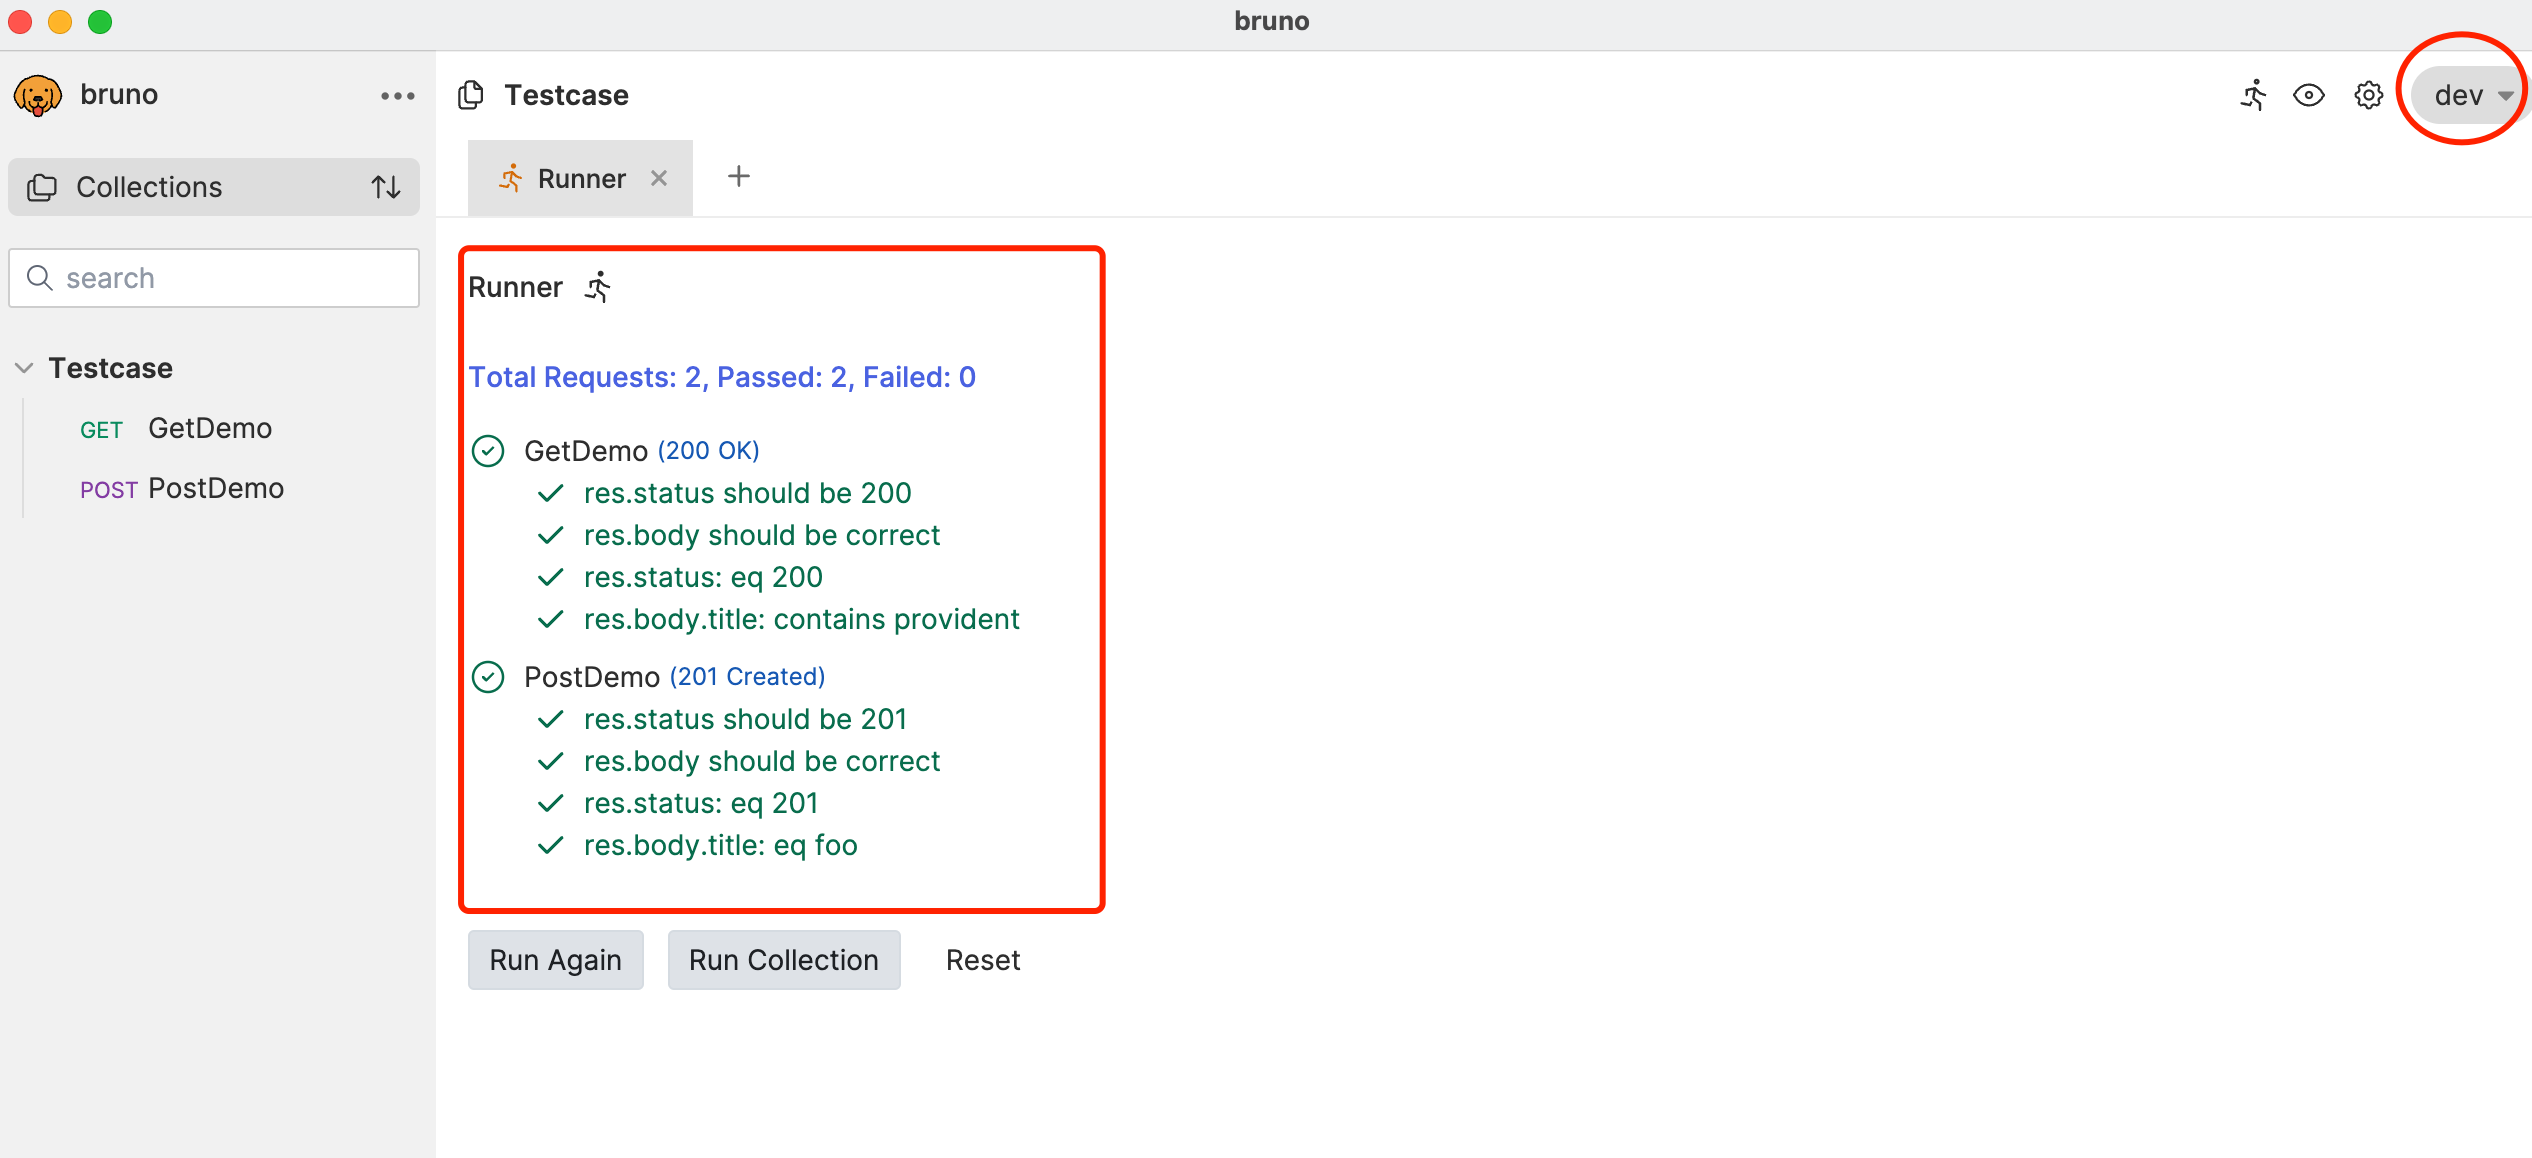 bruno
bruno
Collections
search
Testcase
GET GetDemo
POST PostDemo
Testcase
dev
Runner
Runner
Total Requests: 2, Passed: 2, Failed: 0
GetDemo (200 OK)
res.status should be 200
res.body should be correct
res.status: eq 200
res.body.title: contains provident
PostDemo (201 Created)
res.status should be 201
res.body should be correct
res.status: eq 201
res.body.title: eq foo
Run Again
Run Collection
Reset